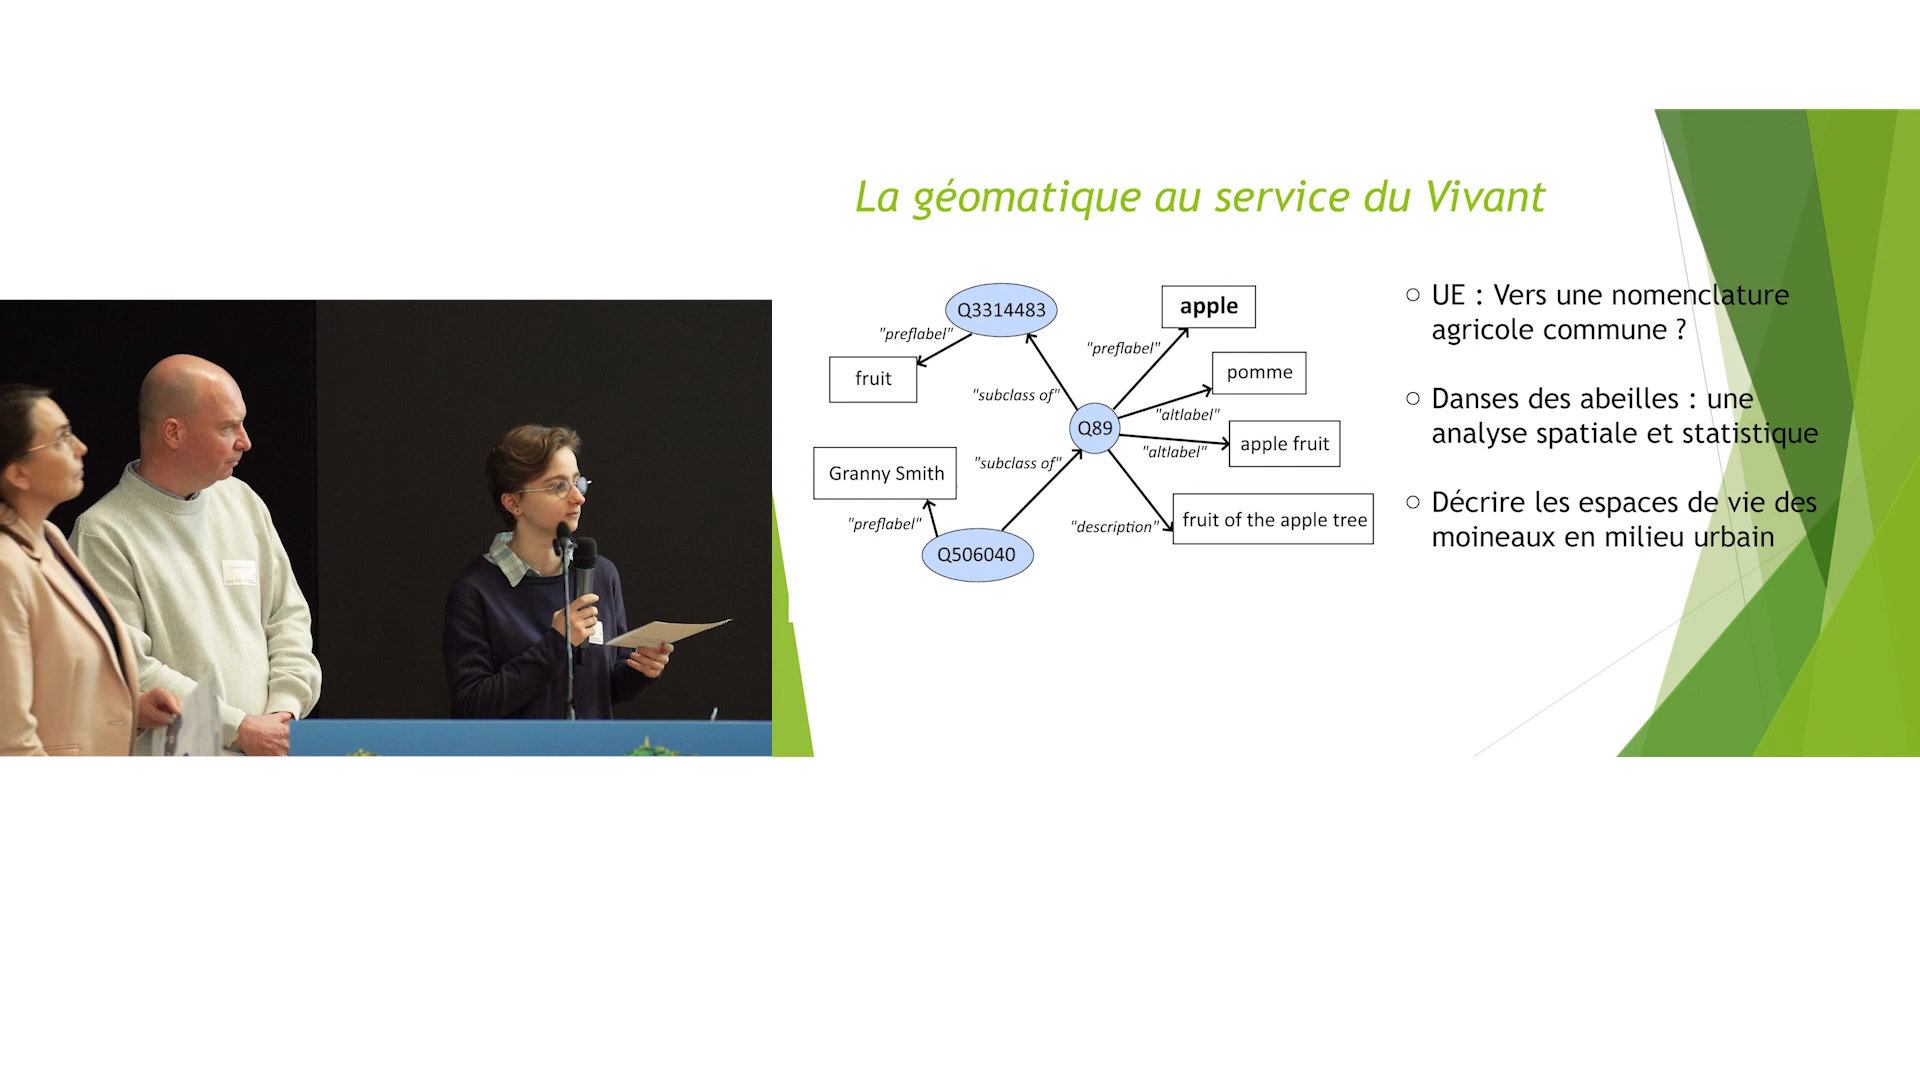 La géomatique au service du Vivant
Q3314483
"preflabel"
fruit
"subclass of"
apple
"preflabel"
pomme
"altlabel"
Q89
apple fruit
"altlabel"
"subclass of"
Granny Smith
"preflabel"
Q506040
"description"
fruit of the apple tree
○ UE : Vers une nomenclature
agricole commune ?
○ Danses des abeilles : une
analyse spatiale et statistique
○ Décrire les espaces de vie des
moineaux en milieu urbain